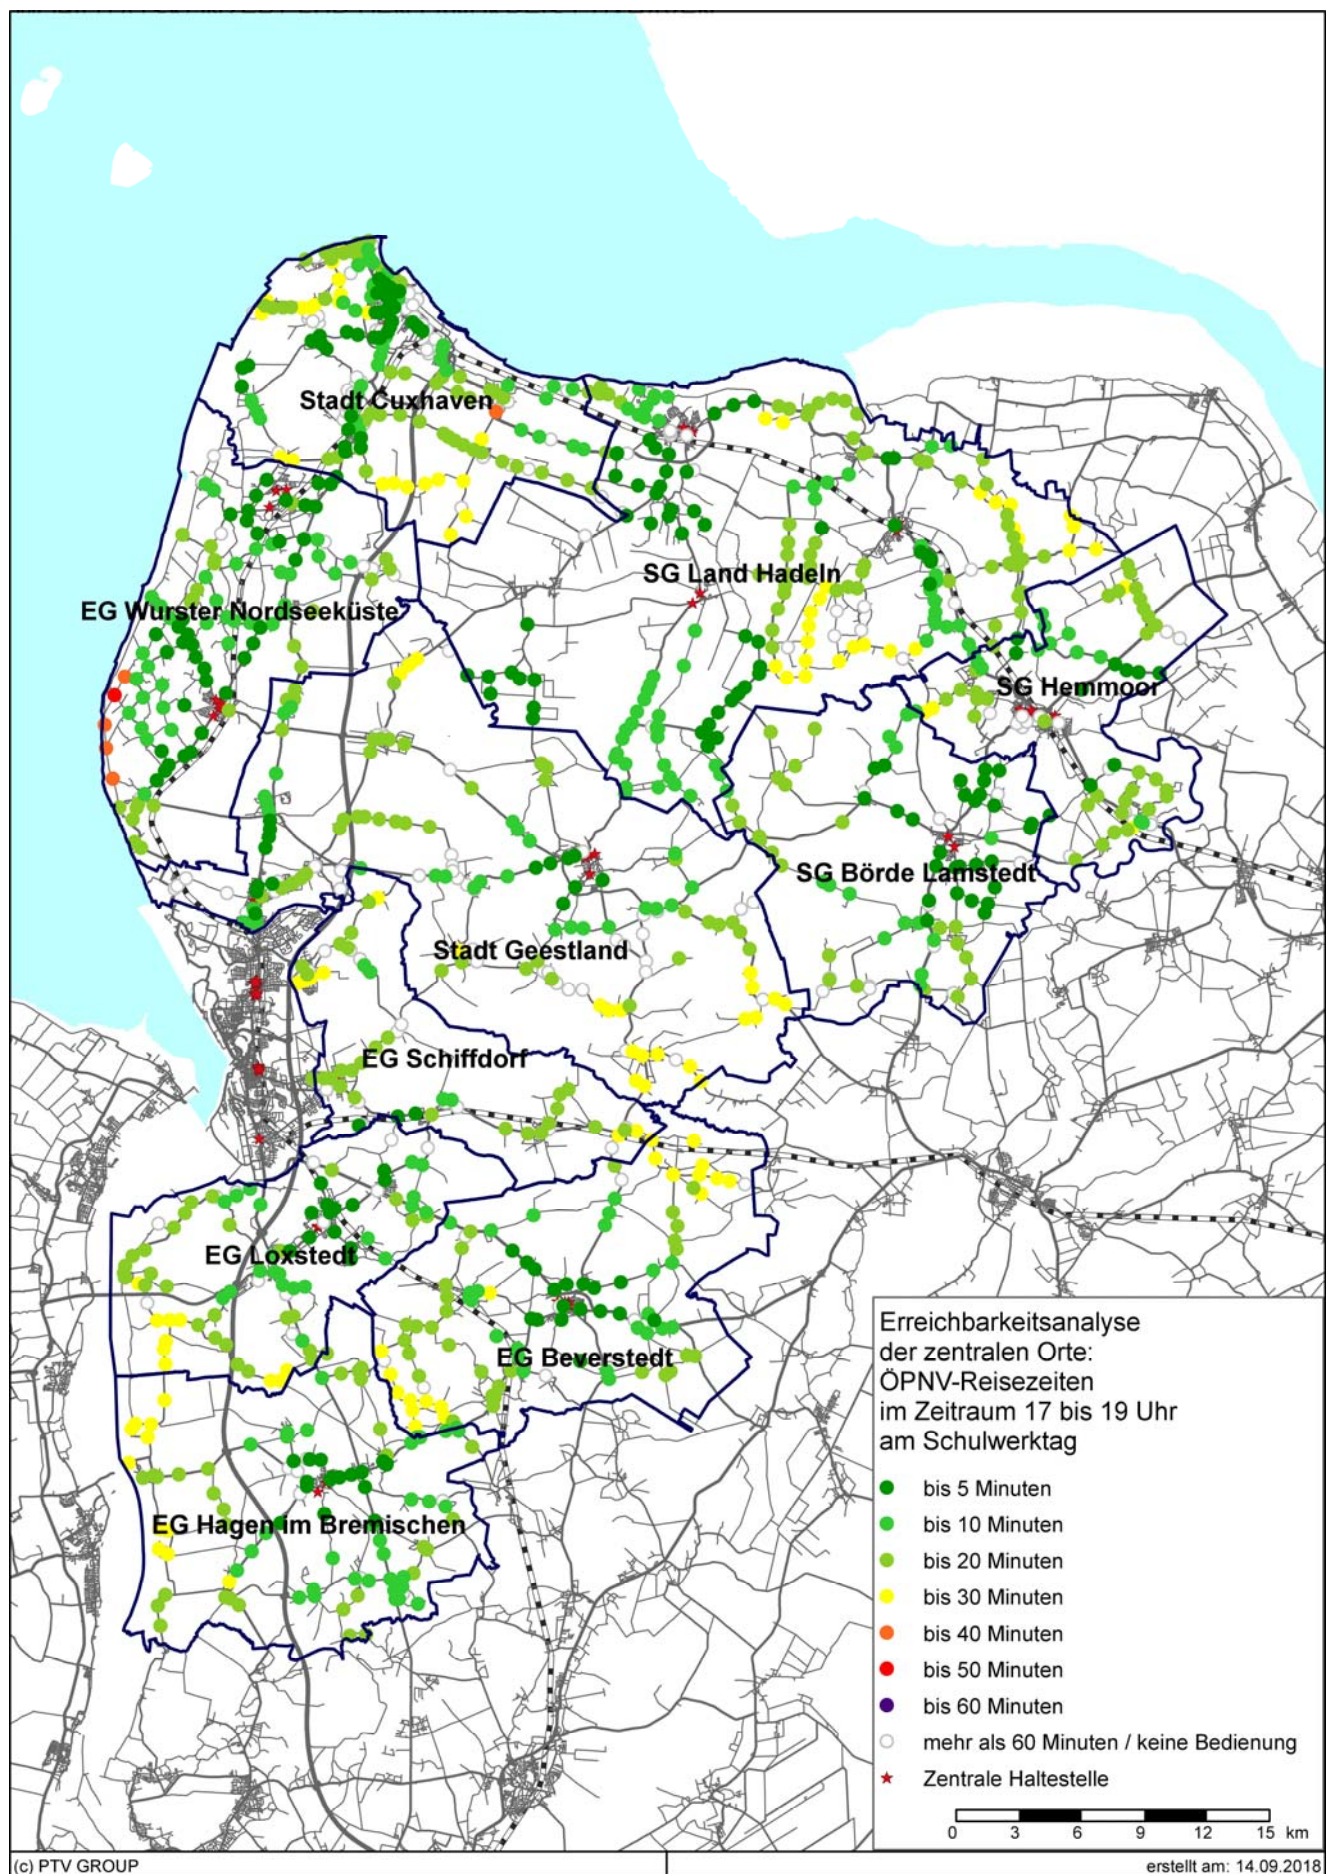 Stadt Cuxhaven
SG Land Hadeln
EG Wurster Nordseeküste
SG Hemmoor
SG Börde Lamstedt
Stadt Geestland
EG Schiffdorf
EG Loxstedt
EG Beverstedt
EG Hagen im Bremischen
Erreichbarkeitsanalyse
der zentralen Orte:
ÖPNV-Reisezeiten
im Zeitraum 17 bis 19 Uhr
am Schulwerktag
bis 5 Minuten
bis 10 Minuten
bis 20 Minuten
bis 30 Minuten
bis 40 Minuten
bis 50 Minuten
bis 60 Minuten
mehr als 60 Minuten / keine Bedienung
Zentrale Haltestelle
0 3 6 9 12 15 km
(c) PTV GROUP
erstellt am: 14.09.2018